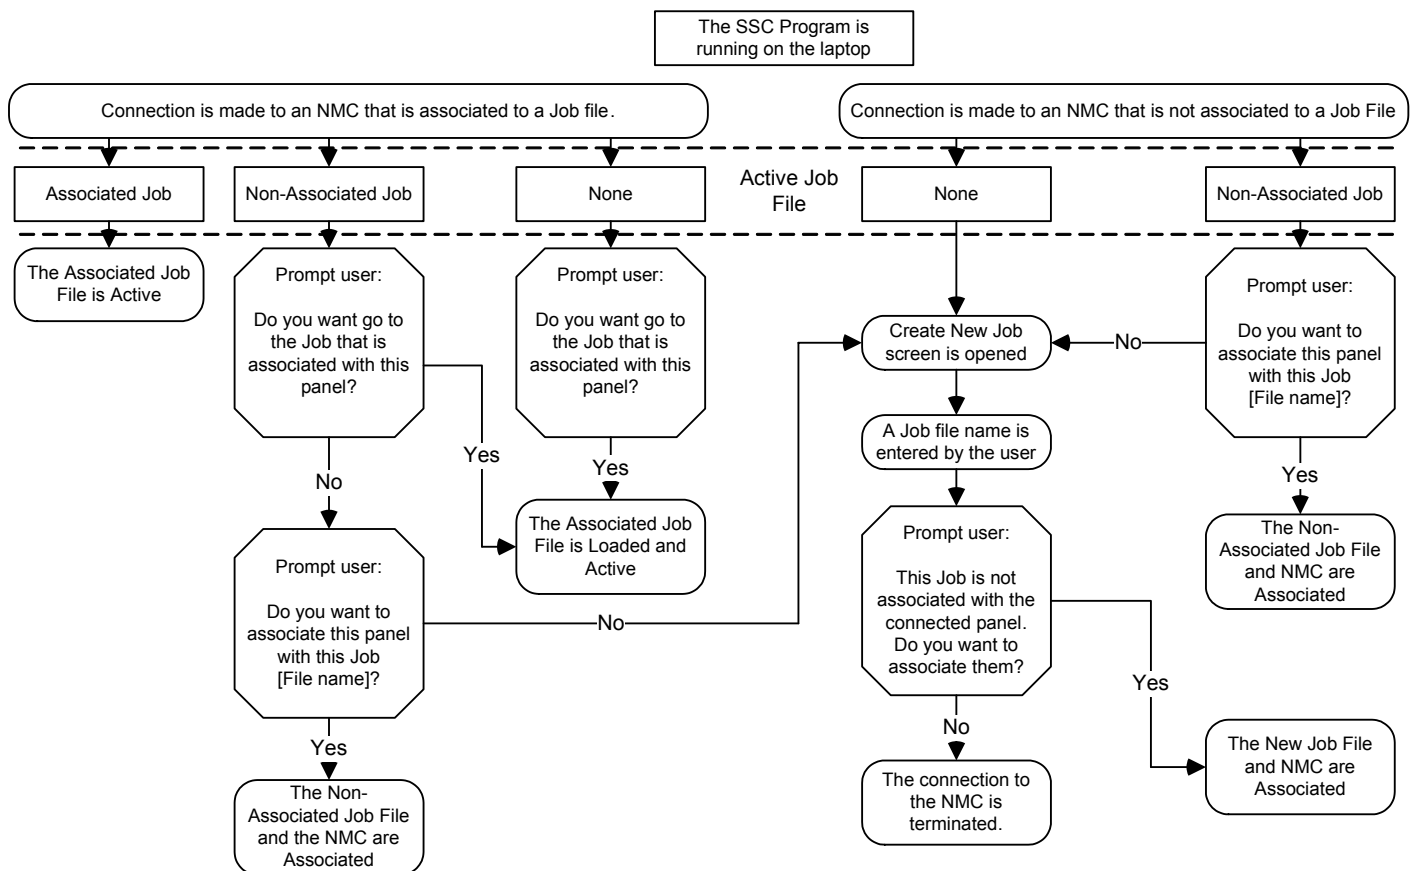 The SSC Program is
running on the laptop
Connection is made to an NMC that is associated to a Job file.
Connection is made to an NMC that is not associated to a Job File
Associated Job
Non-Associated Job
None
Active Job
File
None
Non-Associated Job
The Associated Job
File is Active
Prompt user:
Do you want go to
the Job that is
associated with this
panel?
Prompt user:
Do you want go to
the Job that is
associated with this
panel?
Create New Job
screen is opened
No
Prompt user:
Do you want to
associate this panel
with this Job
[File name]?
Yes
Yes
No
A Job file name is
entered by the user
Yes
The Associated Job
File is Loaded and
Active
The Non-
Associated Job File
and NMC are
Associated
Prompt user:
Do you want to
associate this panel
with this Job
[File name]?
No
Prompt user:
This Job is not
associated with the
connected panel.
Do you want to
associate them?
Yes
Yes
No
The New Job File
and NMC are
Associated
The Non-
Associated Job File
and the NMC are
Associated
The connection to
the NMC is
terminated.